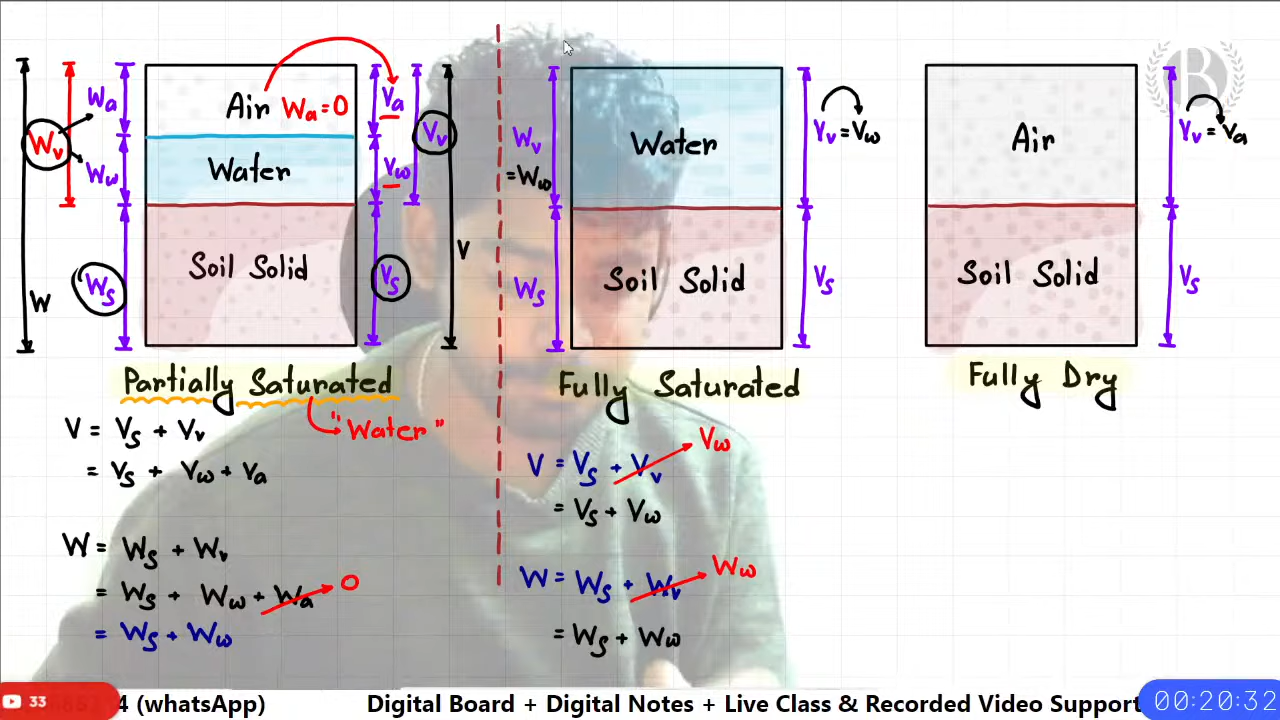 Air Wa = 0
Water
Soil Solid
Wa
Wv
Ww
Ws
W
Va
Vv
Vw
V
Vs
Partially Saturated
"Water"
V = Vs + Vv
= Vs + Vw + Va
W = Ws + Wv
= Ws + Ww + Wa 0
= Ws + Ww
Wv
= Ww
Ws
Water
Soil Solid
Vv = Vw
Vs
Fully Saturated
V = Vs + Vv Vw
= Vs + Vw
W = Ws + Wv Ww
= Ws + Ww
B
Air
Soil Solid
Vv = Va
Vs
Fully Dry
33
4 (whatsApp)
Digital Board + Digital Notes + Live Class & Recorded Video Support
00:20:32